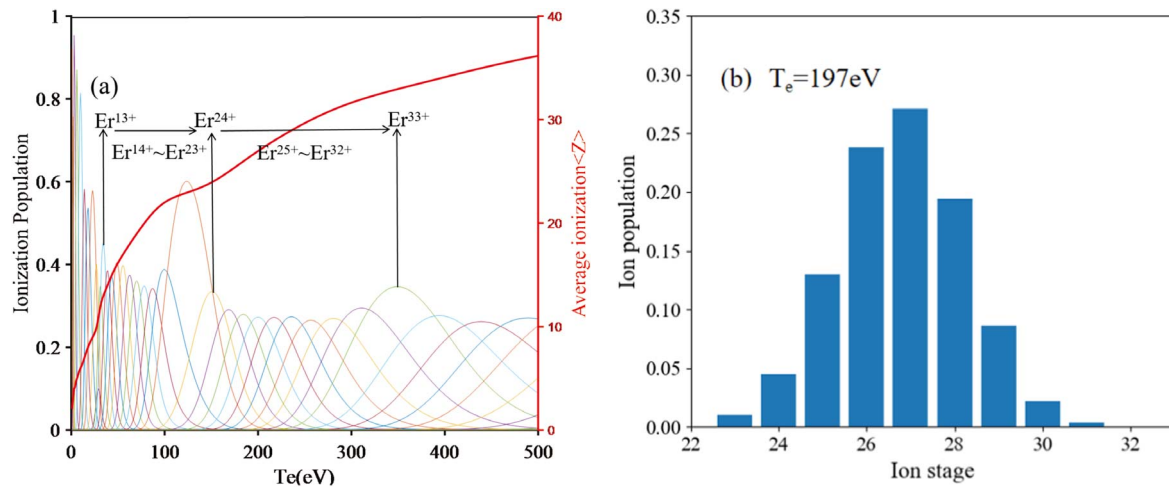 (a)
Er13+
Er24+
Er33+
Er14+~Er23+
Er25+~Er32+
1
0.8
0.6
0.4
0.2
0
Ionization Population
0
100
200
300
400
500
Te(eV)
40
30
20
10
0
Average ionization<Z>
(b) Te=197eV
0.35
0.30
0.25
0.20
0.15
0.10
0.05
0.00
Ion population
22
24
26
28
30
32
Ion stage